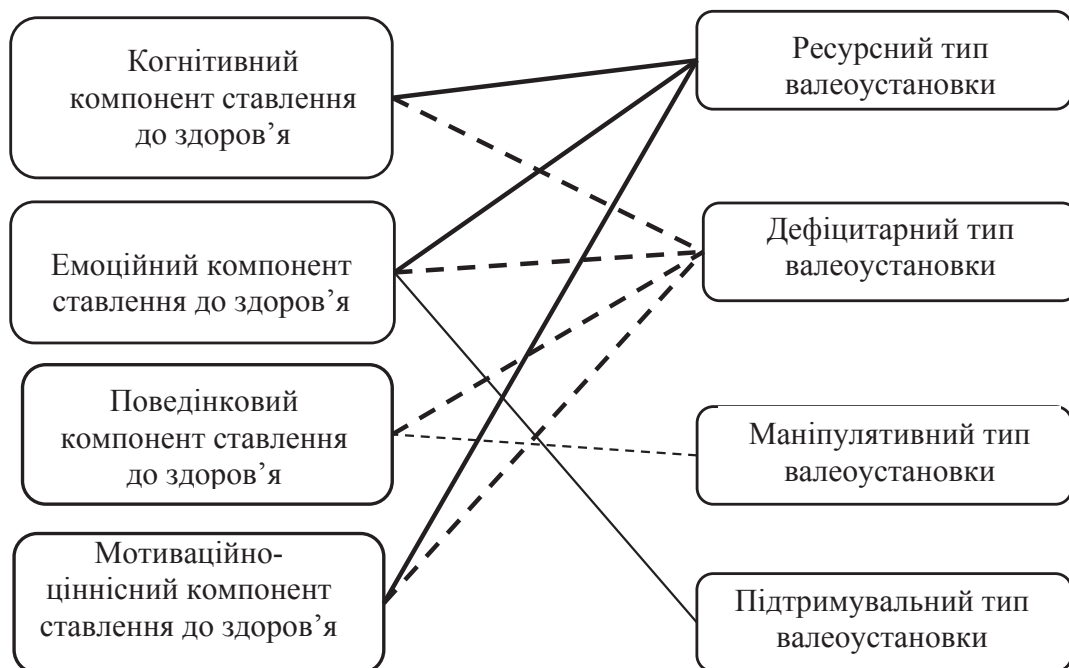 Когнітивний
компонент ставлення
до здоров’я
Ресурсний тип
валеоустановки
Емоційний компонент
ставлення до здоров’я
Дефіцитарний тип
валеоустановки
Поведінковий
компонент ставлення
до здоров’я
Маніпулятивний тип
валеоустановки
Мотиваційно-
ціннісний компонент
ставлення до здоров’я
Підтримувальний тип
валеоустановки